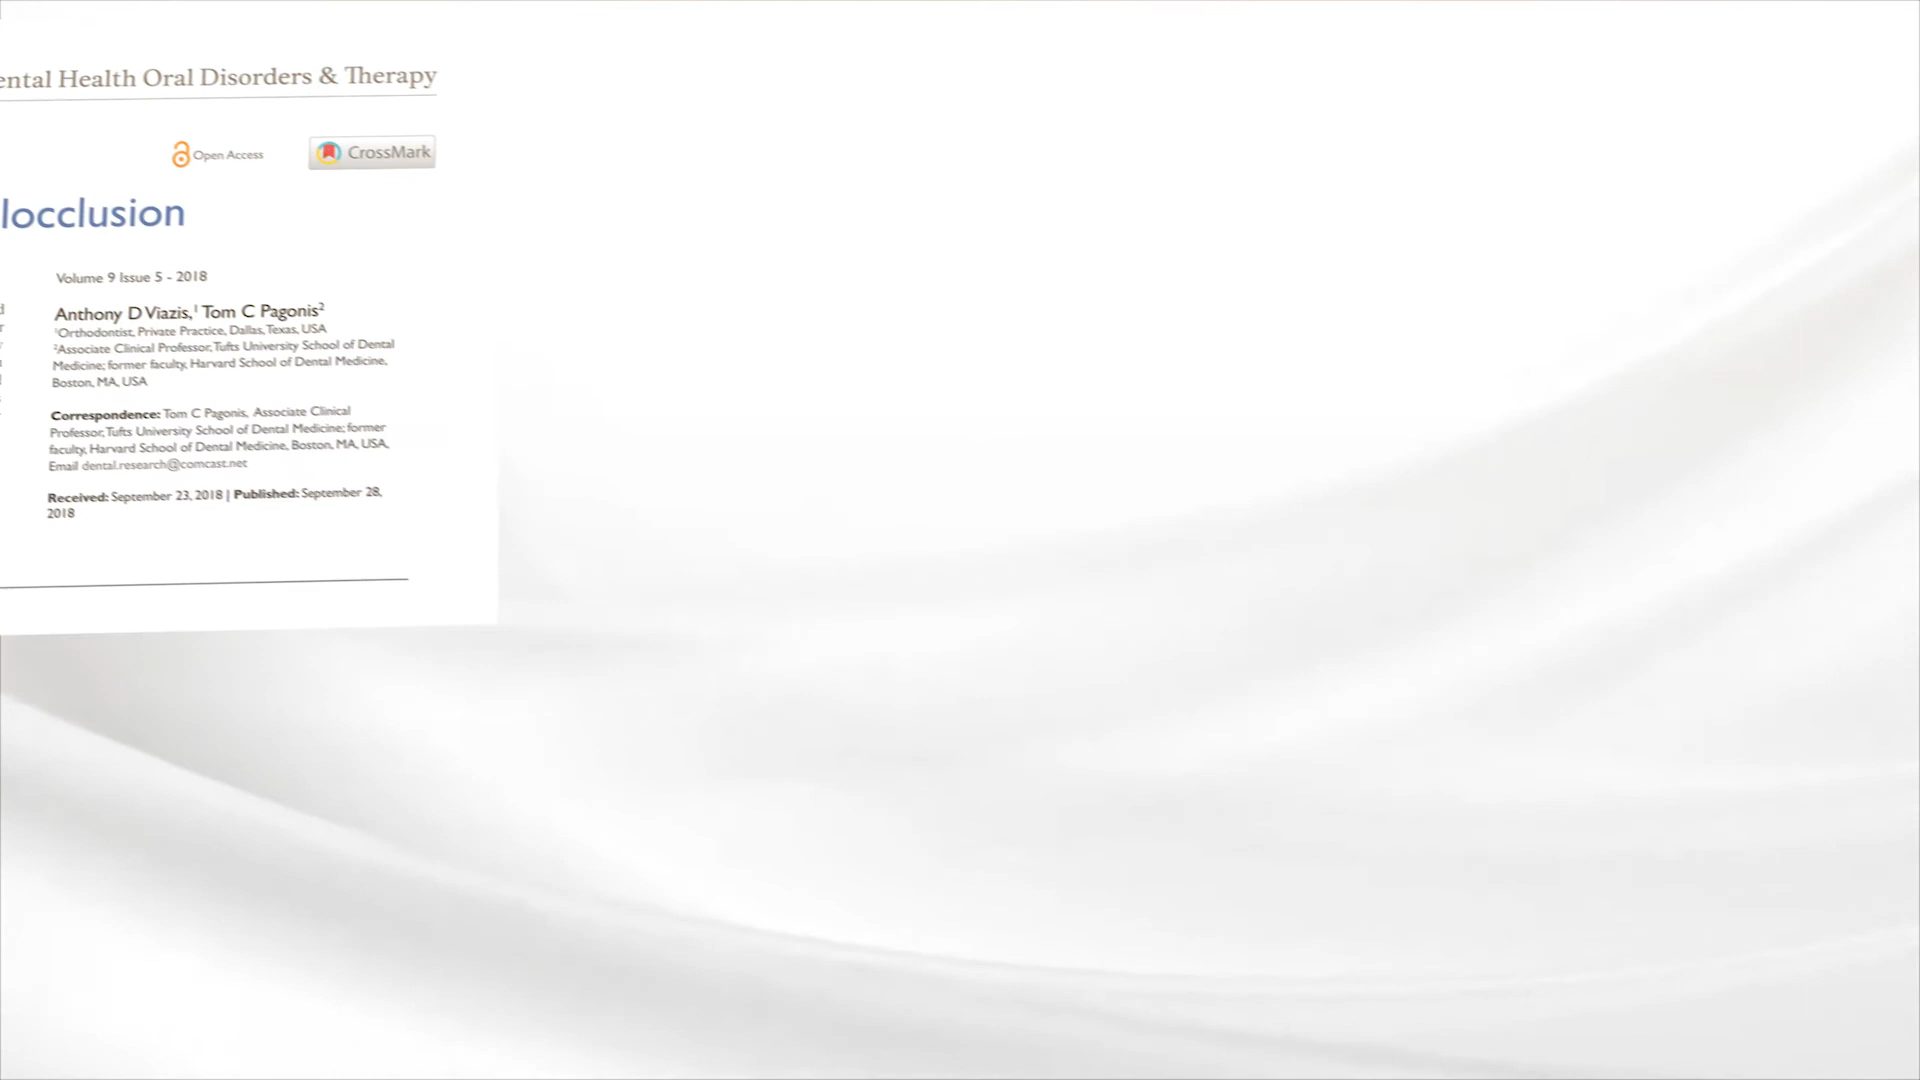 ental Health Oral Disorders & Therapy
Open Access
CrossMark
locclusion
Volume 9 Issue 5 - 2018
Anthony D Viazis,¹ Tom C Pagonis²
¹Orthodontist, Private Practice, Dallas, Texas, USA
²Associate Clinical Professor, Tufts University School of Dental
Medicine; former faculty, Harvard School of Dental Medicine,
Boston, MA, USA
Correspondence: Tom C Pagonis, Associate Clinical
Professor, Tufts University School of Dental Medicine; former
faculty, Harvard School of Dental Medicine, Boston, MA, USA,
Email dental.research@comcast.net
Received: September 23, 2018 | Published: September 28,
2018